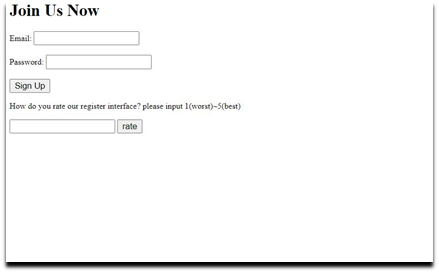 Join Us Now
Email:
Password:
Sign Up
How do you rate our register interface? please input 1(worst)~5(best)
rate